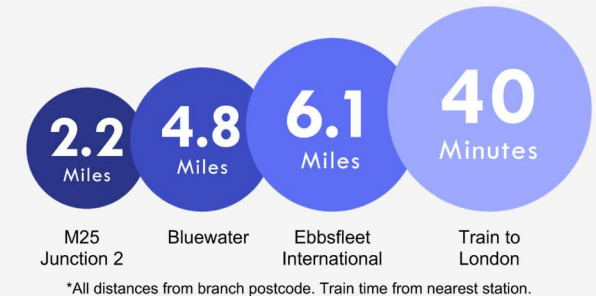 2.2
Miles
4.8
Miles
6.1
Miles
40
Minutes
M25
Junction 2
Bluewater
Ebbsfleet
International
Train to
London
*All distances from branch postcode. Train time from nearest station.